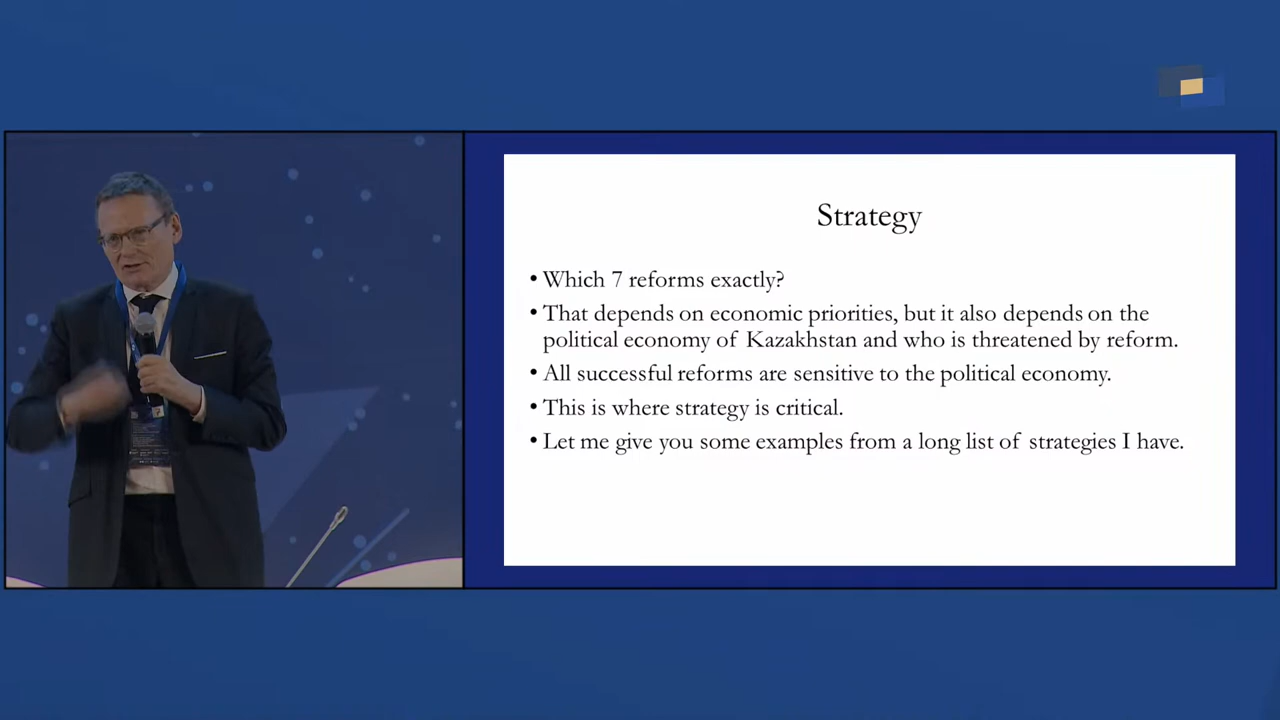 Strategy
• Which 7 reforms exactly?
• That depends on economic priorities, but it also depends on the
political economy of Kazakhstan and who is threatened by reform.
• All successful reforms are sensitive to the political economy.
• This is where strategy is critical.
• Let me give you some examples from a long list of strategies I have.